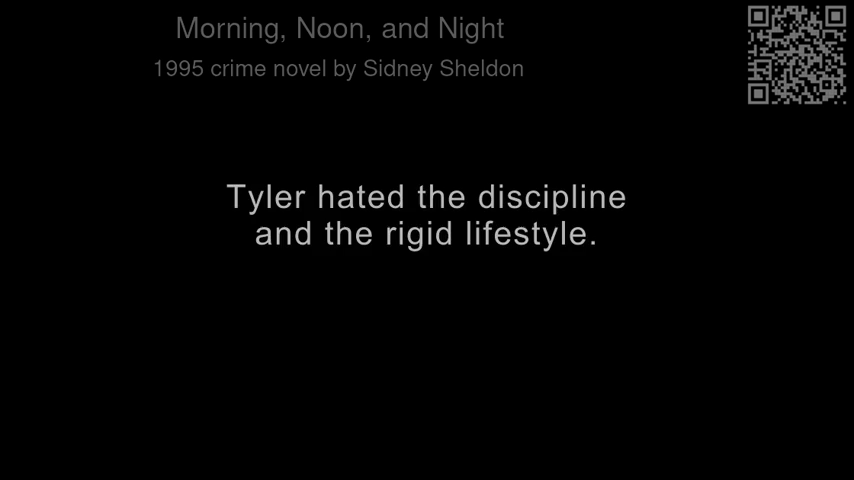 Morning, Noon, and Night
1995 crime novel by Sidney Sheldon
Tyler hated the discipline
and the rigid lifestyle.